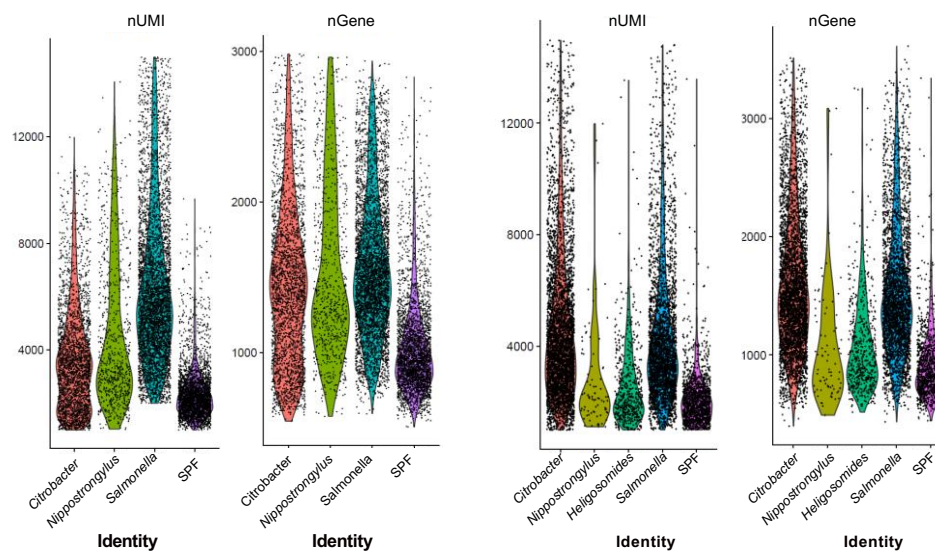 nUMI
nGene
nUMI
nGene
12000
8000
4000
3000
2000
1000
12000
8000
4000
3000
2000
1000
Citrobacter
Nippostrongylus
Salmonella
SPF
Citrobacter
Nippostrongylus
Salmonella
SPF
Citrobacter
Nippostrongylus
Heligosomides
Salmonella
SPF
Citrobacter
Nippostrongylus
Heligosomides
Salmonella
SPF
Identity
Identity
Identity
Identity